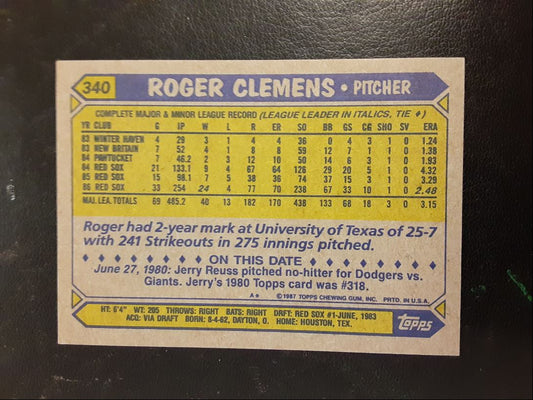 340 ROGER CLEMENS • PITCHER
COMPLETE MAJOR & MINOR LEAGUE RECORD (LEAGUE LEADER IN ITALICS, TIE ♦)
YR CLUB G IP W L R ER SO BB GS CG SHO SV ERA
83 WINTER HAVEN 4 29 3 1 4 4 36 0 4 3 1 0 1.24
83 NEW BRITAIN 7 52 4 1 8 8 59 12 7 1 1 0 1.38
84 PAWTUCKET 7 46.2 2 3 12 10 50 14 6 3 1 0 1.93
84 RED SOX 21 133.1 9 4 67 64 126 29 20 5 1 0 4.32
85 RED SOX 15 98.1 7 5 38 36 74 37 15 3 1 0 3.29
86 RED SOX 33 254 24 4 77 70 238 67 33 10 1 0 2.48
MAJ. LEA. TOTALS 69 485.2 40 13 182 170 438 133 68 18 3 0 3.15
Roger had 2-year mark at University of Texas of 25-7
with 241 Strikeouts in 275 innings pitched.
♦ ♦ ♦ ♦ ♦ ♦ ♦ ON THIS DATE ♦ ♦ ♦ ♦ ♦ ♦ ♦
June 27, 1980: Jerry Reuss pitched no-hitter for Dodgers vs.
Giants. Jerry's 1980 Topps card was #318.
A* © 1987 TOPPS CHEWING GUM, INC. PRTD. IN U.S.A.
HT: 6'4" WT: 205 THROWS: RIGHT BATS: RIGHT DRFT: RED SOX #1-JUNE, 1983
ACQ: VIA DRAFT BORN: 8-4-62, DAYTON, O. HOME: HOUSTON, TEX.
topps